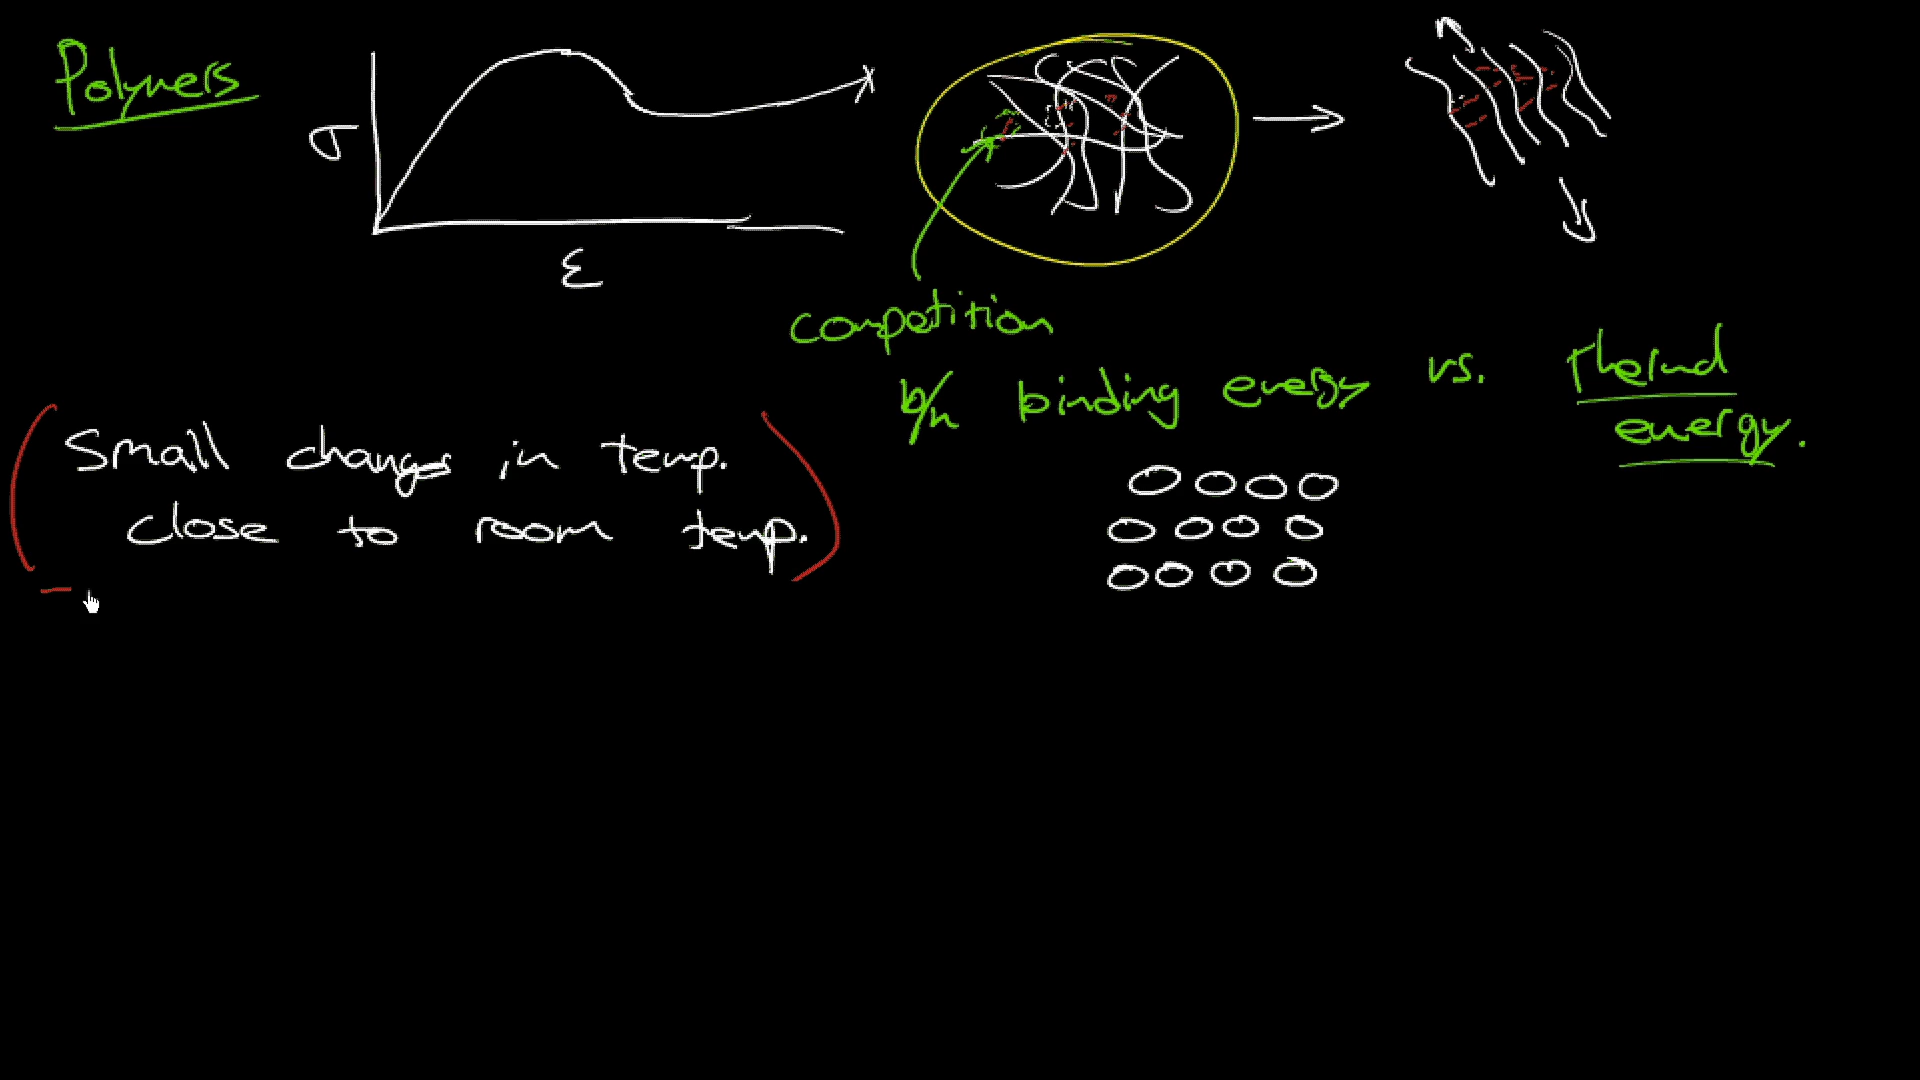 Polymers
σ
ε
competition
b/n binding energy vs. thermal
energy.
Small changes in temp.
close to room temp.